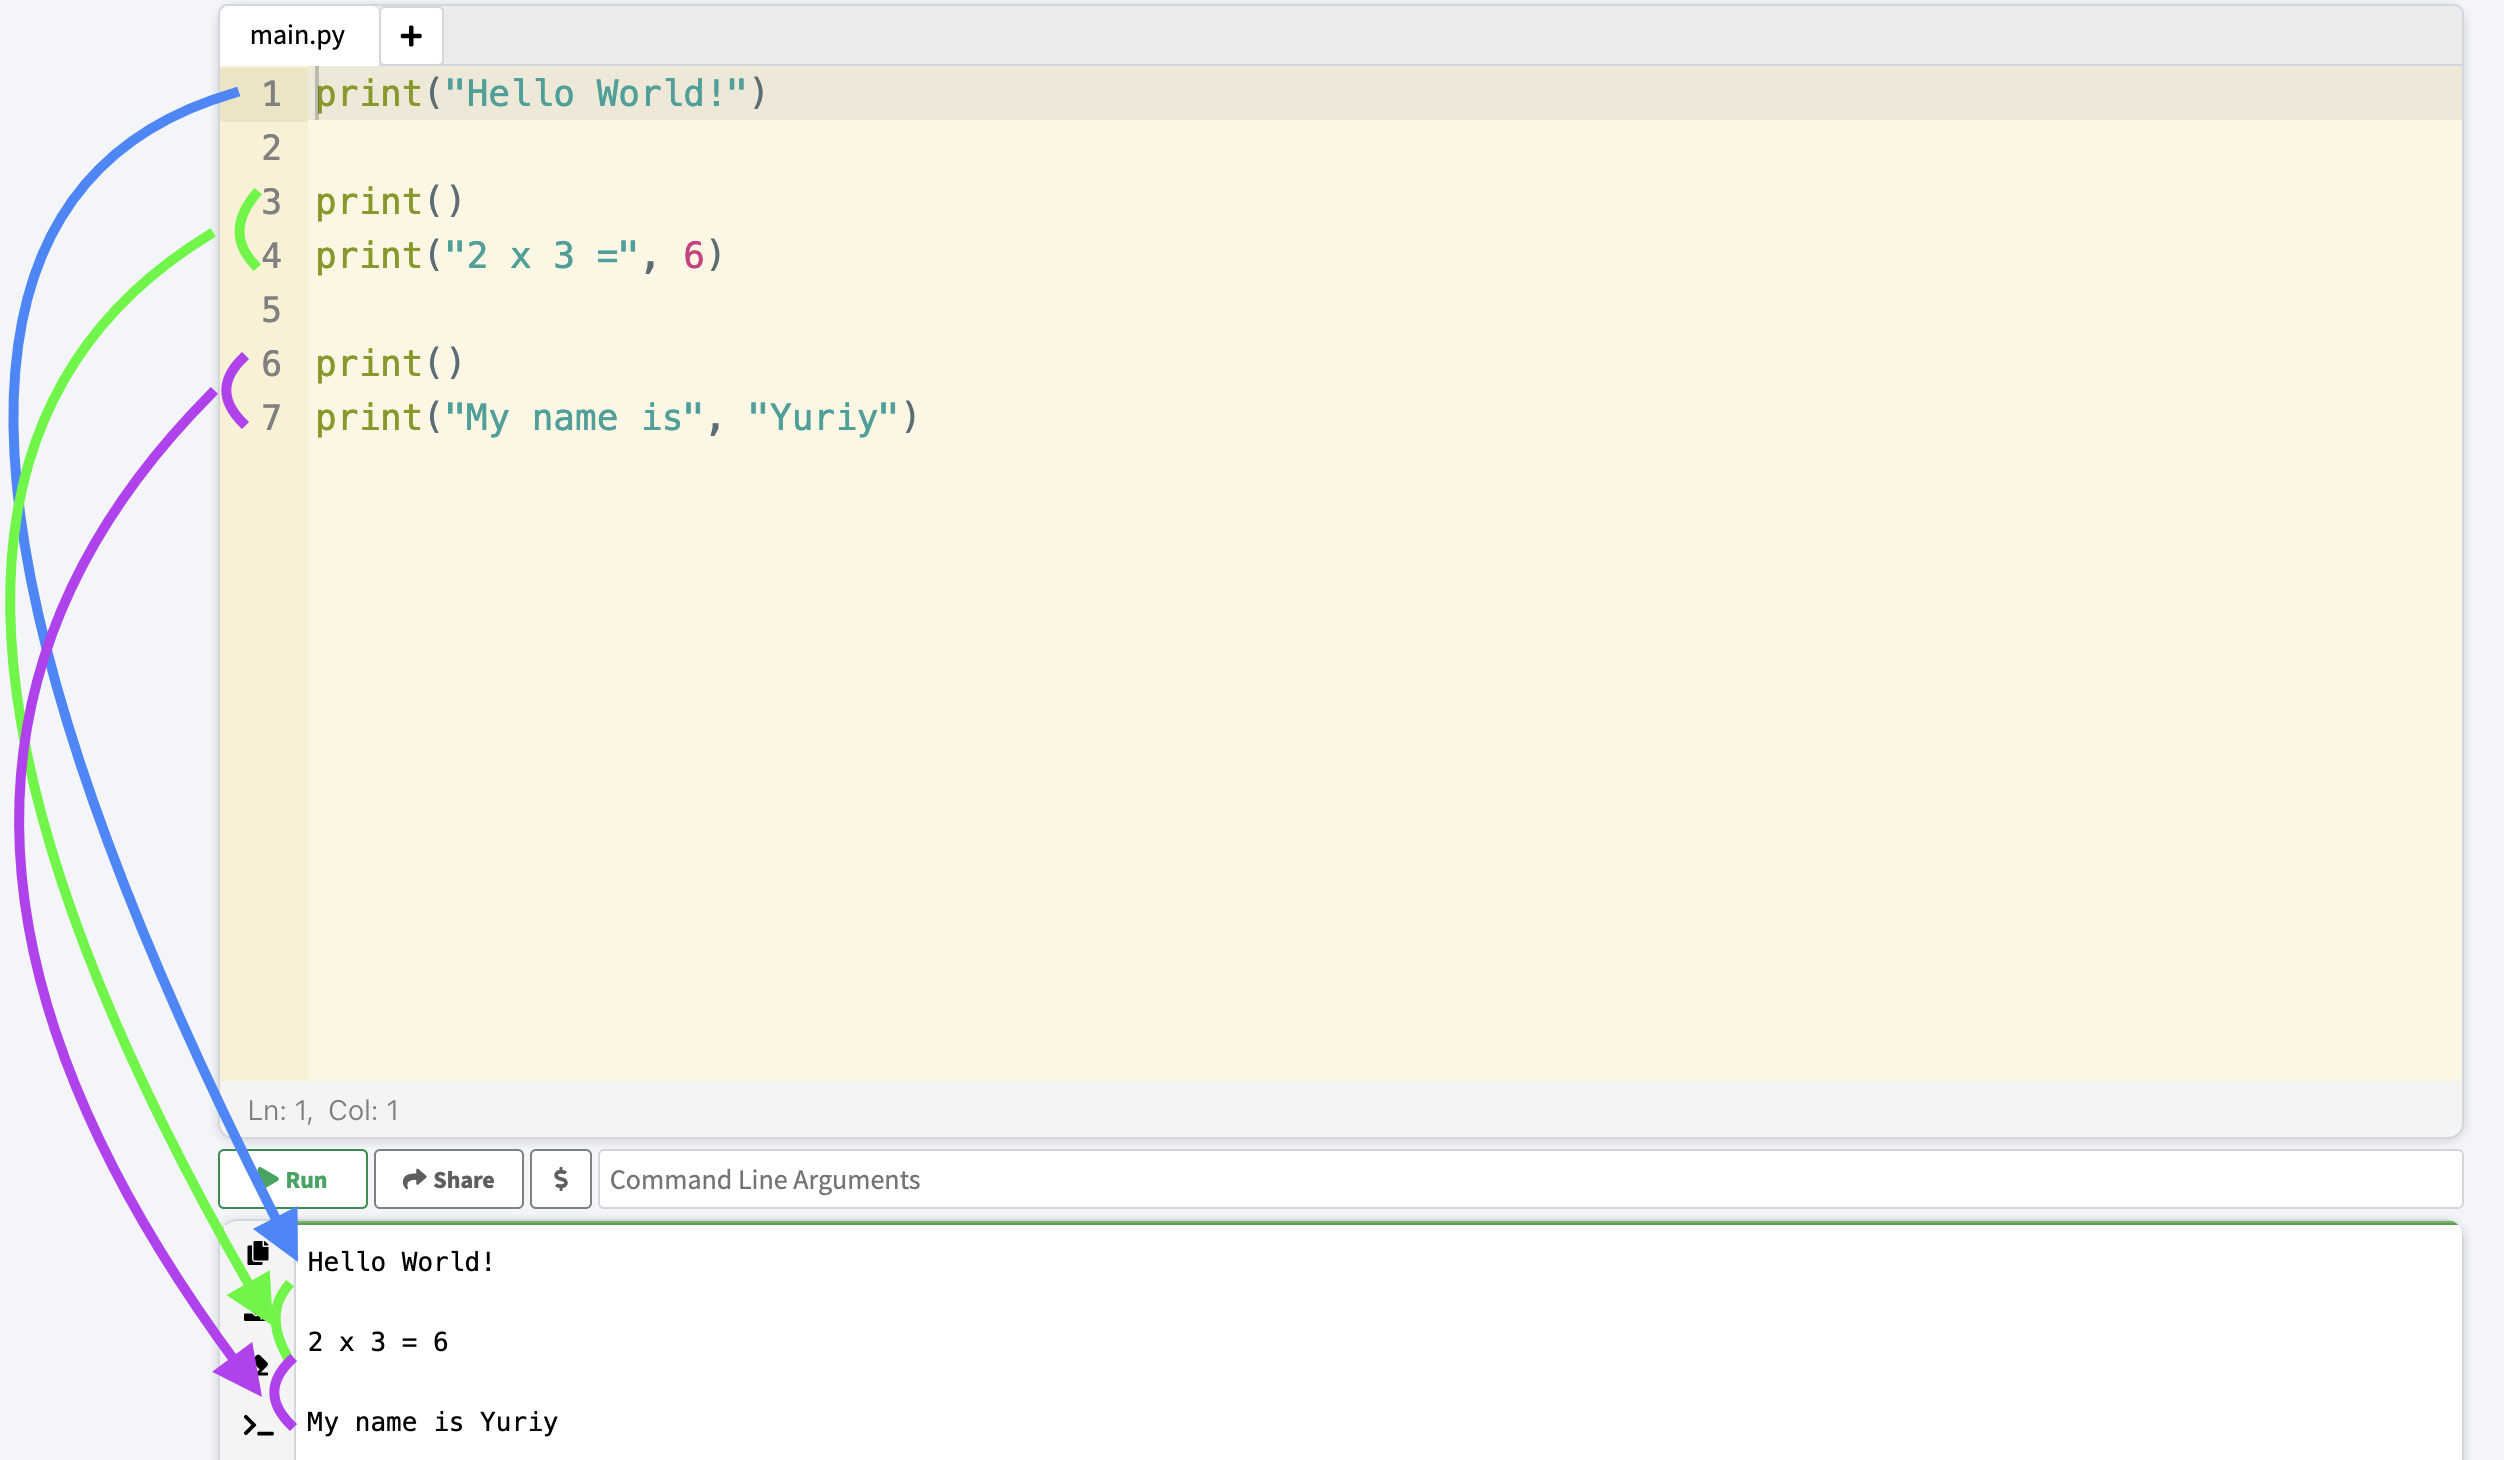 main.py +
1 print("Hello World!")
2
3 print()
4 print("2 x 3 =", 6)
5
6 print()
7 print("My name is", "Yuriy")
Ln: 1, Col: 1
Run Share $ Command Line Arguments
Hello World!
2 x 3 = 6
My name is Yuriy